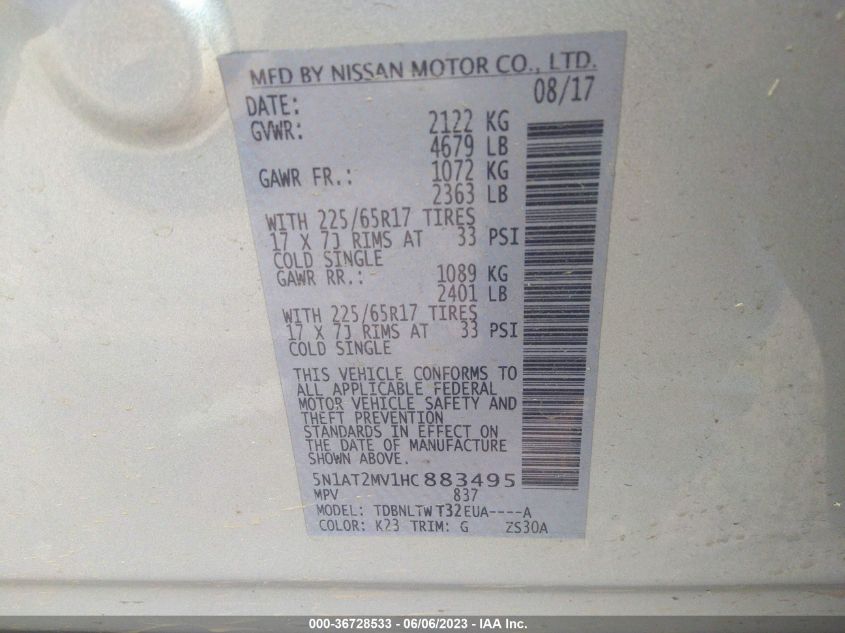 MFD BY NISSAN MOTOR CO., LTD.
DATE: 08/17
GVWR: 2122 KG
4679 LB
GAWR FR.: 1072 KG
2363 LB
WITH 225/65R17 TIRES
17 X 7J RIMS AT 33 PSI
COLD SINGLE
GAWR RR.: 1089 KG
2401 LB
WITH 225/65R17 TIRES
17 X 7J RIMS AT 33 PSI
COLD SINGLE
THIS VEHICLE CONFORMS TO
ALL APPLICABLE FEDERAL
MOTOR VEHICLE SAFETY AND
THEFT PREVENTION
STANDARDS IN EFFECT ON
THE DATE OF MANUFACTURE
SHOWN ABOVE.
5N1AT2MV1HC883495
MPV 837
MODEL: TDBNLTWT32EUA----A
COLOR: K23 TRIM: G ZS30A
000-36728533 - 06/06/2023 - IAA Inc.